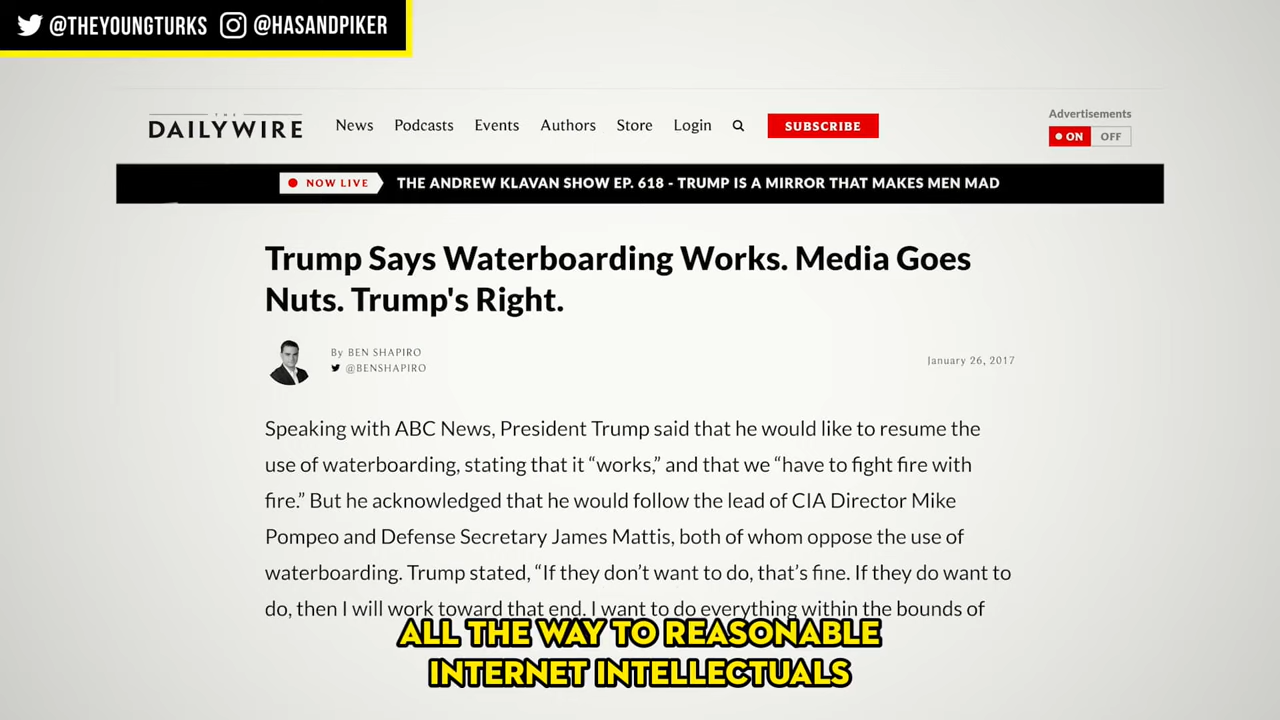 @THEYOUNGTURKS @HASANDPIKER
THE
DAILYWIRE
News Podcasts Events Authors Store Login SUBSCRIBE
Advertisements
ON OFF
NOW LIVE THE ANDREW KLAVAN SHOW EP. 618 - TRUMP IS A MIRROR THAT MAKES MEN MAD
Trump Says Waterboarding Works. Media Goes
Nuts. Trump's Right.
By BEN SHAPIRO
@BENSHAPIRO
January 26, 2017
Speaking with ABC News, President Trump said that he would like to resume the
use of waterboarding, stating that it “works,” and that we “have to fight fire with
fire.” But he acknowledged that he would follow the lead of CIA Director Mike
Pompeo and Defense Secretary James Mattis, both of whom oppose the use of
waterboarding. Trump stated, “If they don’t want to do, that’s fine. If they do want to
do, then I will work toward that end. I want to do everything within the bounds of
ALL THE WAY TO REASONABLE
INTERNET INTELLECTUALS